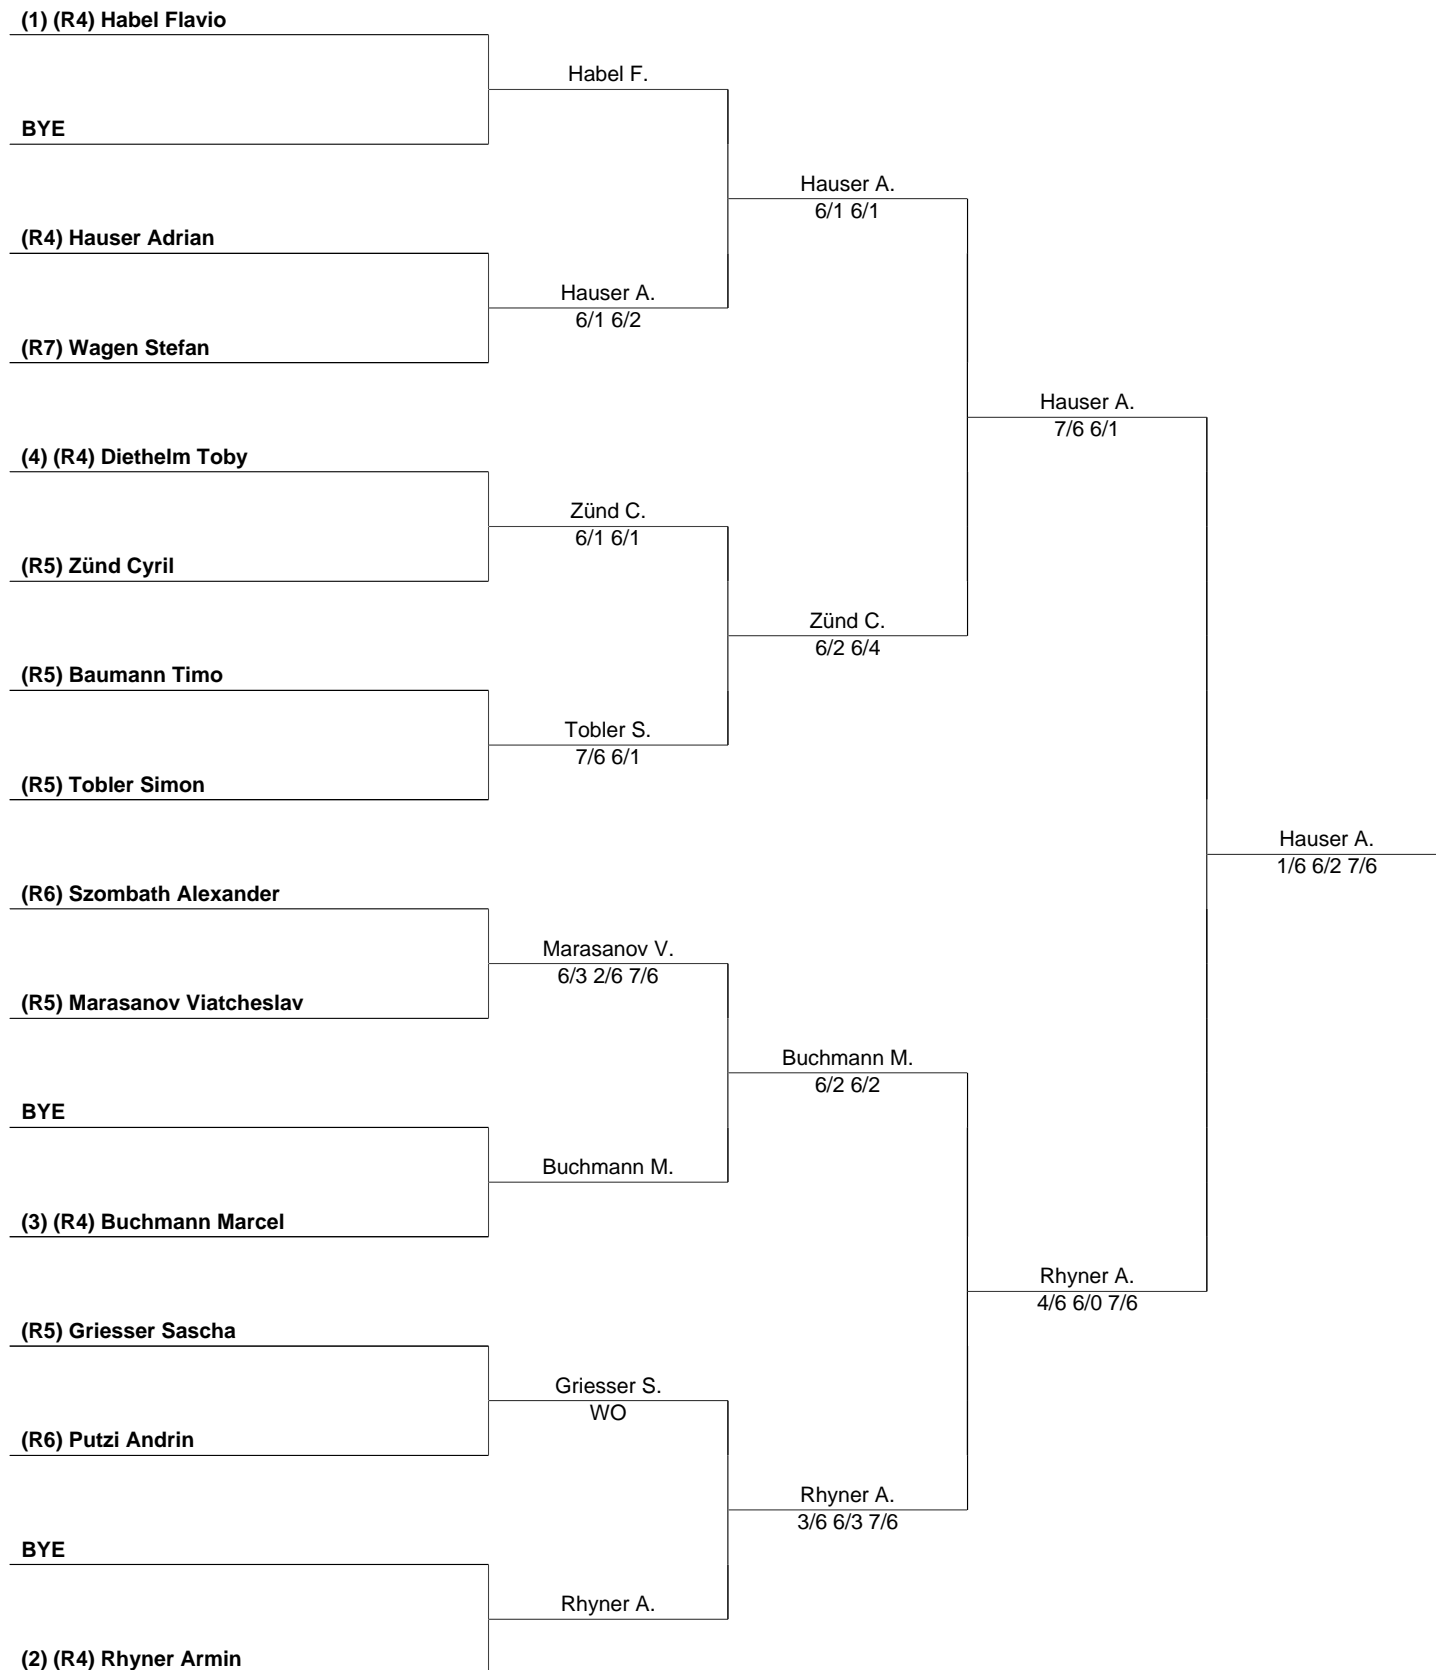 (1) (R4) Habel Flavio
Habel F.
BYE
Hauser A.
6/1 6/1
(R4) Hauser Adrian
Hauser A.
6/1 6/2
(R7) Wagen Stefan
Hauser A.
7/6 6/1
(4) (R4) Diethelm Toby
Zünd C.
6/1 6/1
(R5) Zünd Cyril
Zünd C.
6/2 6/4
(R5) Baumann Timo
Tobler S.
7/6 6/1
(R5) Tobler Simon
Hauser A.
1/6 6/2 7/6
(R6) Szombath Alexander
Marasanov V.
6/3 2/6 7/6
(R5) Marasanov Viatcheslav
Buchmann M.
6/2 6/2
BYE
Buchmann M.
(3) (R4) Buchmann Marcel
Rhyner A.
4/6 6/0 7/6
(R5) Griesser Sascha
Griesser S.
WO
(R6) Putzi Andrin
Rhyner A.
3/6 6/3 7/6
BYE
Rhyner A.
(2) (R4) Rhyner Armin